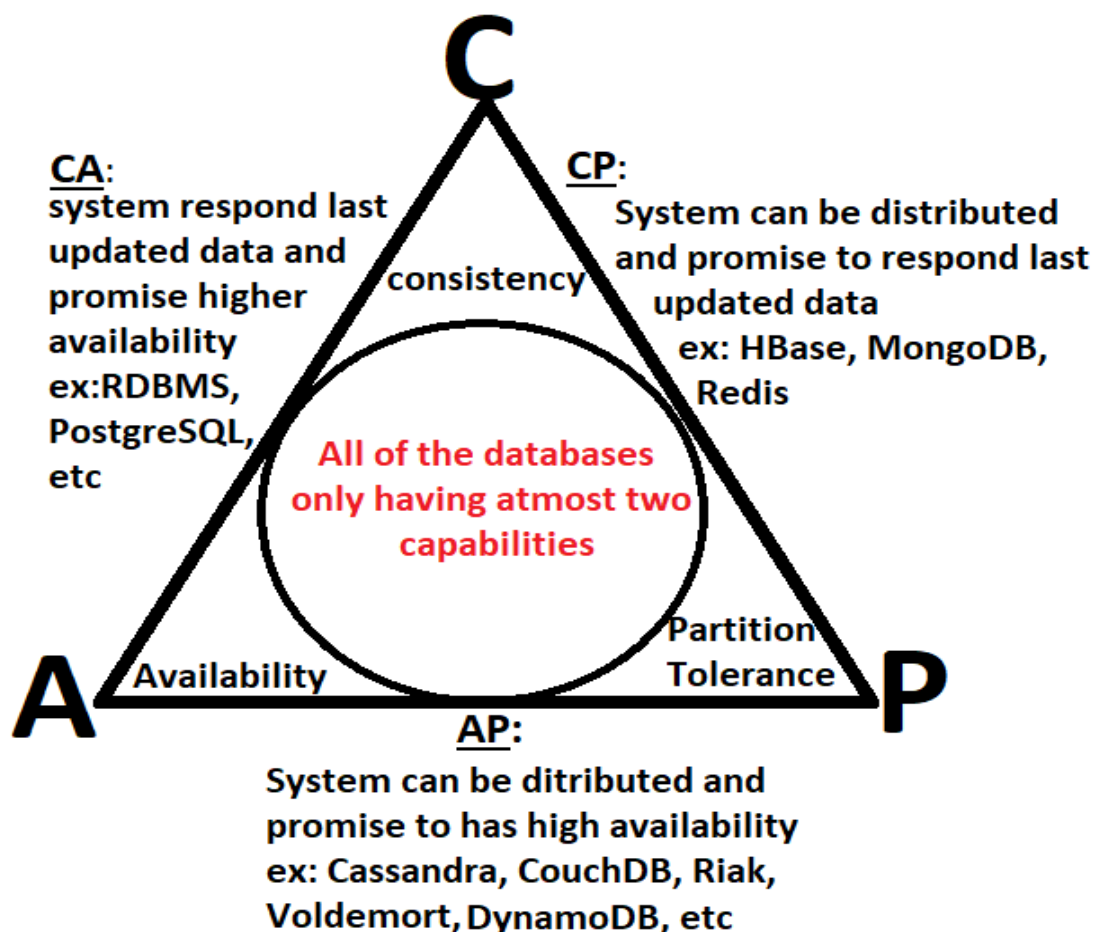 C
CA:
system respond last
updated data and
promise higher
availability
ex:RDBMS,
PostgreSQL,
etc
CP:
System can be distributed
and promise to respond last
updated data
ex: HBase, MongoDB,
Redis
consistency
All of the databases
only having atmost two
capabilities
Partition
Tolerance
Availability
A
P
AP:
System can be ditributed and
promise to has high availability
ex: Cassandra, CouchDB, Riak,
Voldemort, DynamoDB, etc